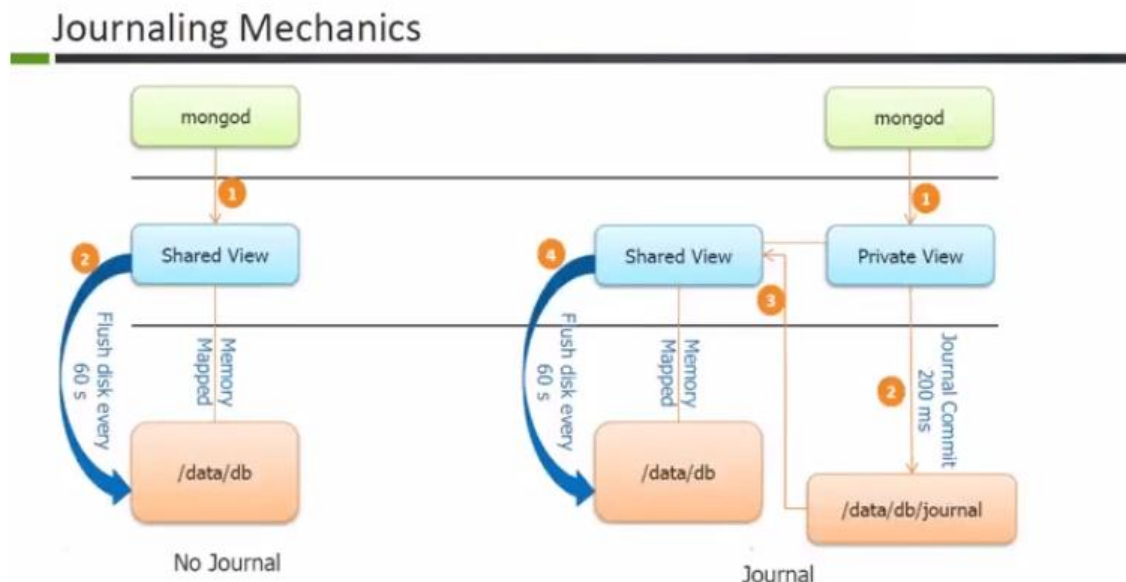 Journaling Mechanics
mongod
1
Shared View
2
Flush disk every
60 s
Memory
Mapped
/data/db
No Journal
mongod
1
Shared View
Private View
4
3
Flush disk every
60 s
Memory
Mapped
2
Journal Commit
200 ms
/data/db
/data/db/journal
Journal